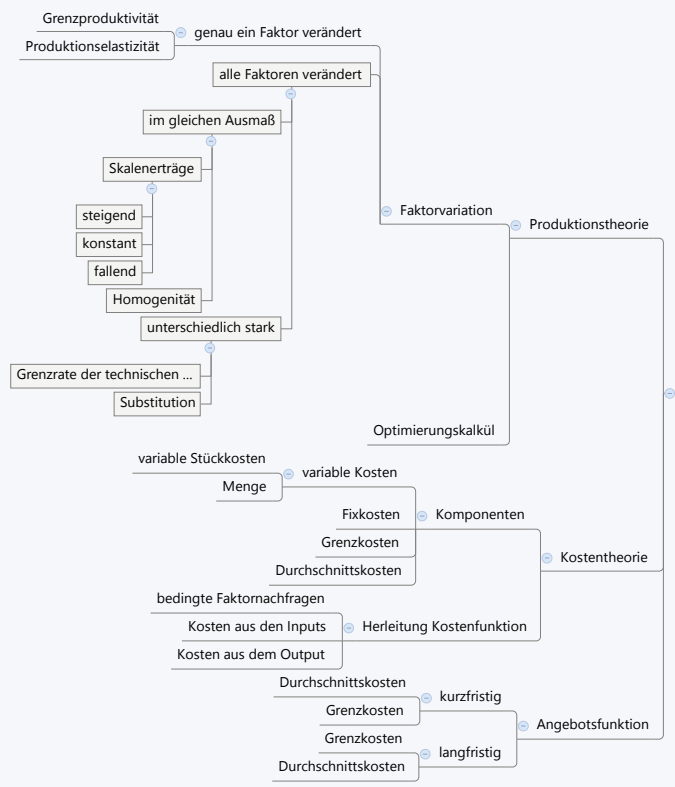 Grenzproduktivität
Produktionselastizität
genau ein Faktor verändert
alle Faktoren verändert
im gleichen Ausmaß
Skalenerträge
steigend
konstant
fallend
Homogenität
unterschiedlich stark
Grenzrate der technischen ...
Substitution
Faktorvariation
Produktionstheorie
Optimierungskalkül
variable Stückkosten
Menge
variable Kosten
Fixkosten
Grenzkosten
Durchschnittskosten
Komponenten
Kostentheorie
bedingte Faktornachfragen
Kosten aus den Inputs
Kosten aus dem Output
Herleitung Kostenfunktion
Durchschnittskosten
Grenzkosten
kurzfristig
Angebotsfunktion
Grenzkosten
Durchschnittskosten
langfristig